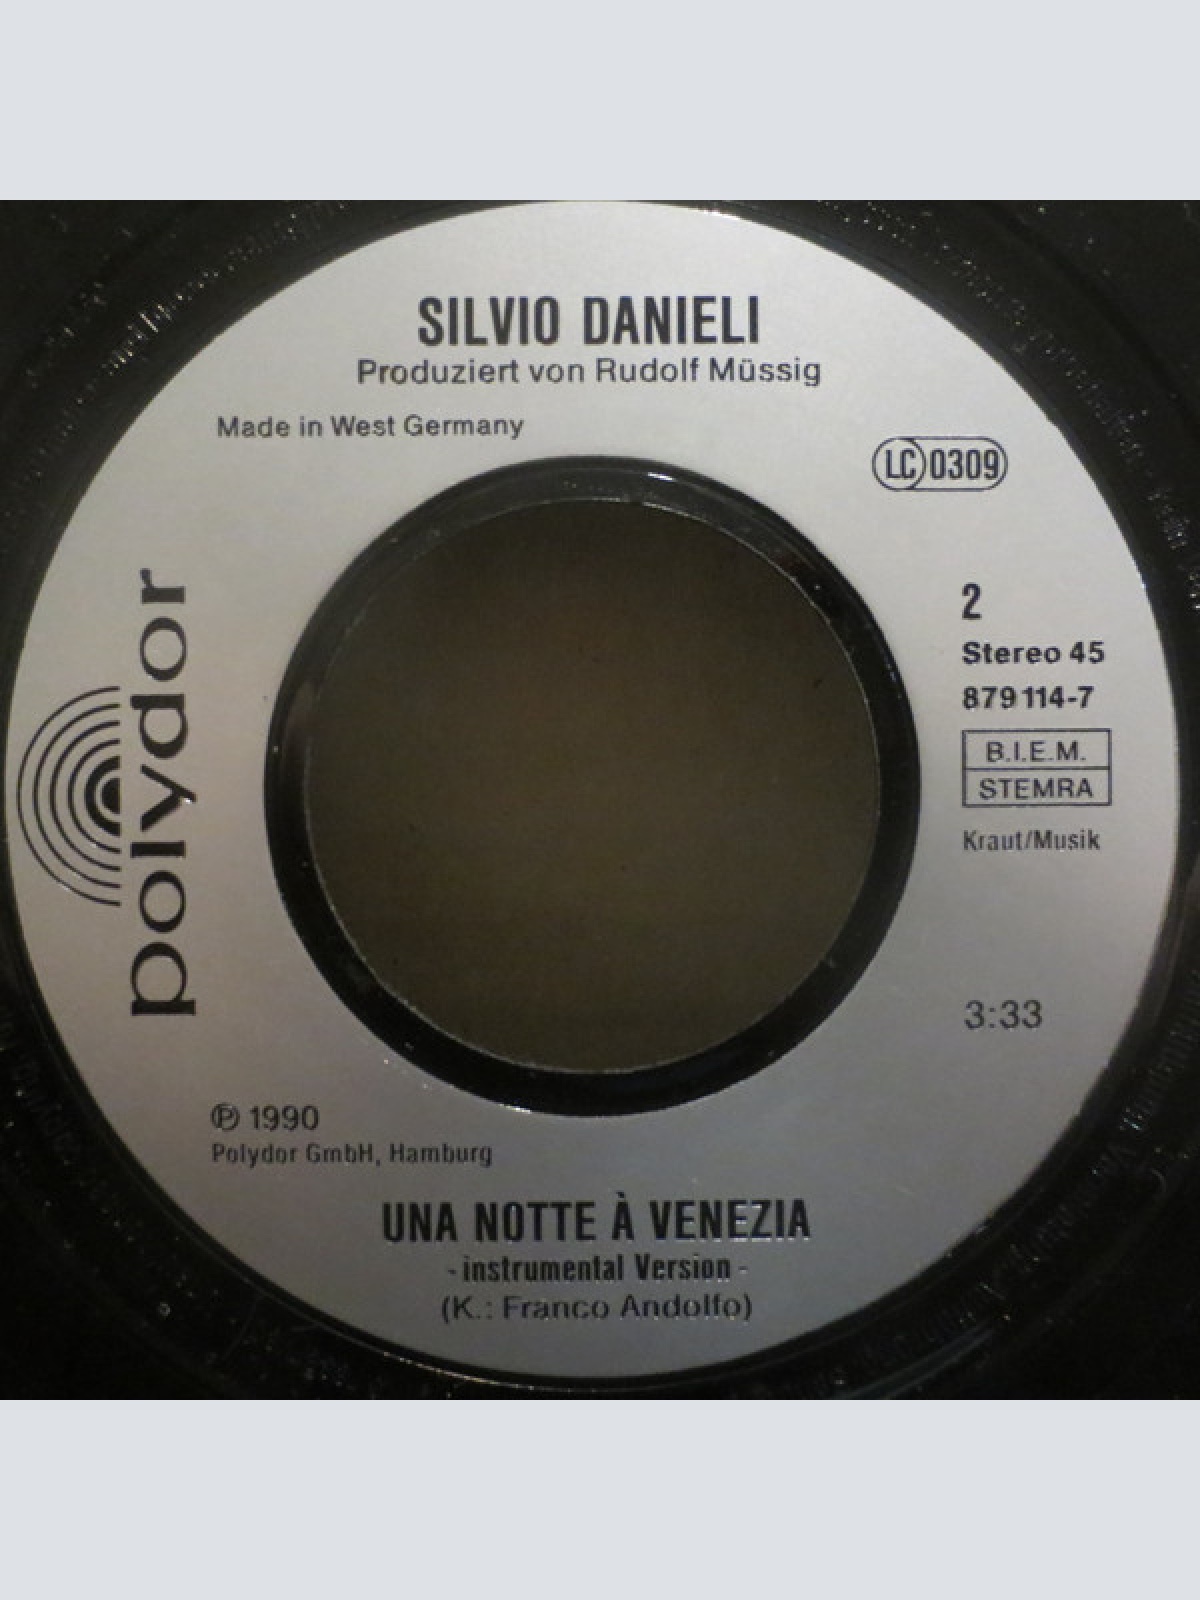 SILVIO DANIELI
Produziert von Rudolf Müssig
Made in West Germany
LC 0309
polydor
2
Stereo 45
879 114-7
B.I.E.M.
STEMRA
Kraut/Musik
3:33
Ⓟ 1990
Polydor GmbH, Hamburg
UNA NOTTE À VENEZIA
- instrumental Version -
(K.: Franco Andolfo)